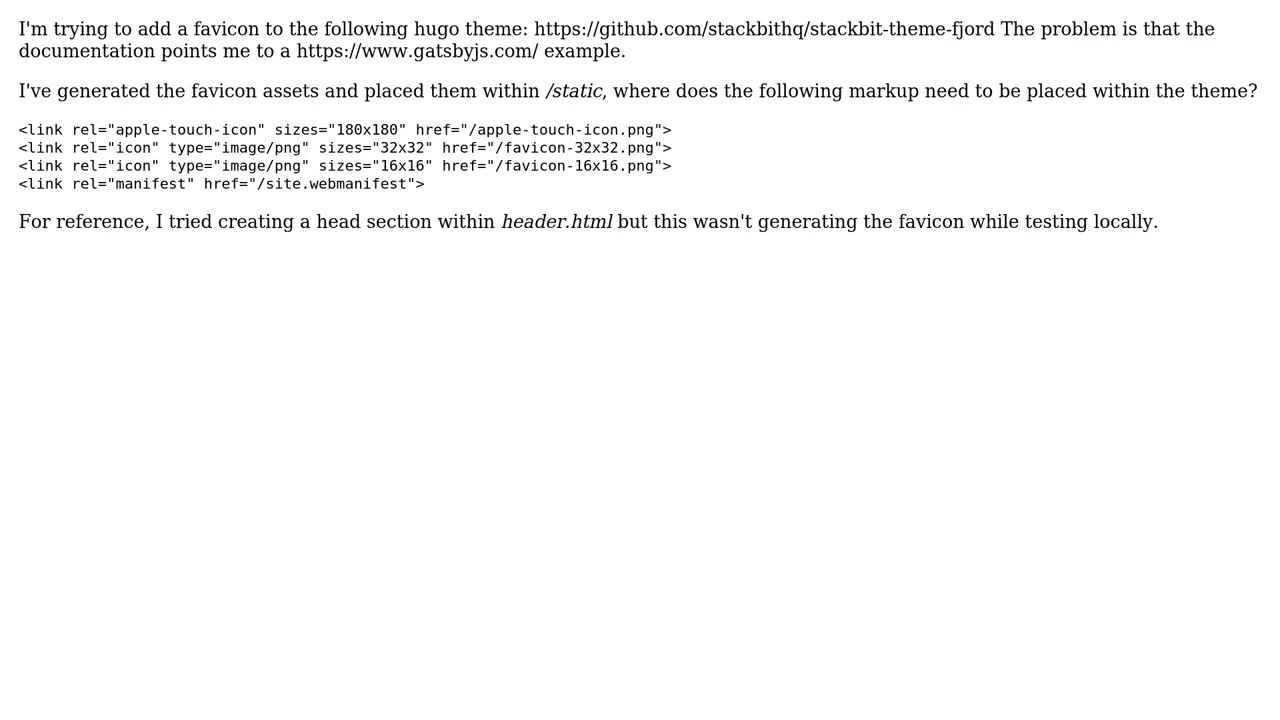 I'm trying to add a favicon to the following hugo theme: https://github.com/stackbithq/stackbit-theme-fjord The problem is that the
documentation points me to a https://www.gatsbyjs.com/ example.
I've generated the favicon assets and placed them within /static, where does the following markup need to be placed within the theme?
<link rel="apple-touch-icon" sizes="180x180" href="/apple-touch-icon.png">
<link rel="icon" type="image/png" sizes="32x32" href="/favicon-32x32.png">
<link rel="icon" type="image/png" sizes="16x16" href="/favicon-16x16.png">
<link rel="manifest" href="/site.webmanifest">
For reference, I tried creating a head section within header.html but this wasn't generating the favicon while testing locally.